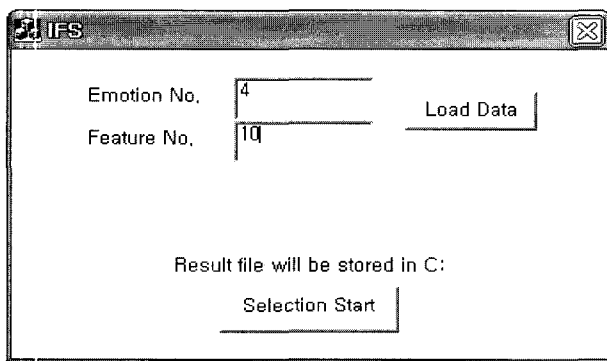 IFS
Emotion No. 4
Load Data
Feature No. 10
Result file will be stored in C:
Selection Start